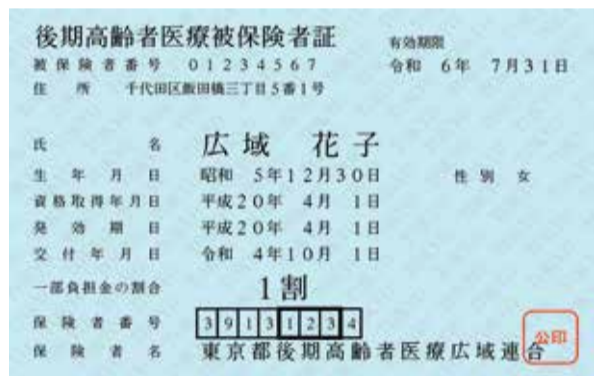 後期高齢者医療被保険者証
有効期限
被保険者番号 01234567 令和 6年 7月31日
住所 千代田区飯田橋三丁目5番1号
氏名 広域 花子
生年月日 昭和 5年12月30日 性別 女
資格取得年月日 平成20年 4月 1日
発効期日 平成20年 4月 1日
交付年月日 令和 4年10月 1日
一部負担金の割合 1割
保険者番号 39131234
保険者名 東京都後期高齢者医療広域連合
公印